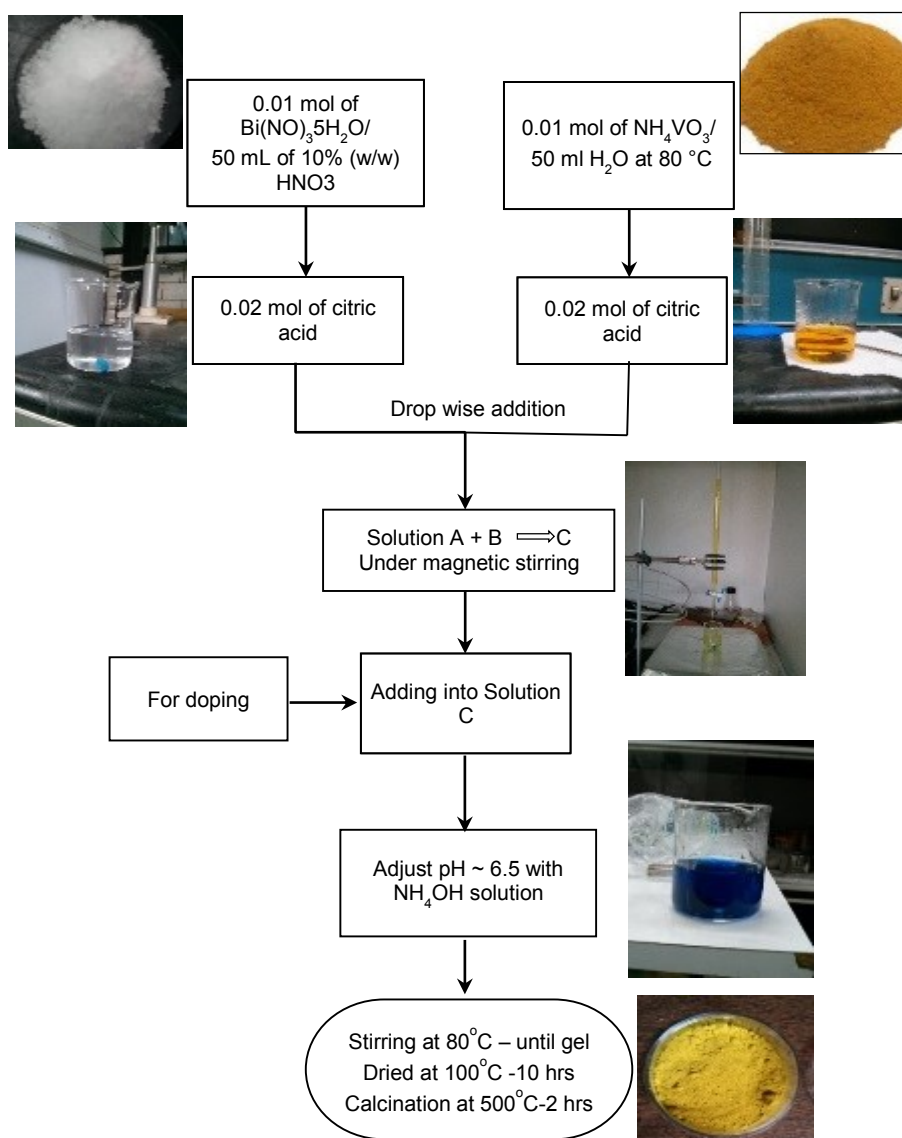 0.01 mol of
Bi(NO)₃5H₂O/
50 mL of 10% (w/w)
HNO3
0.01 mol of NH₄VO₃/
50 ml H₂O at 80 °C
0.02 mol of citric
acid
0.02 mol of citric
acid
Drop wise addition
Solution A + B ⟹C
Under magnetic stirring
For doping
Adding into Solution
C
Adjust pH ~ 6.5 with
NH₄OH solution
Stirring at 80°C – until gel
Dried at 100°C -10 hrs
Calcination at 500°C-2 hrs